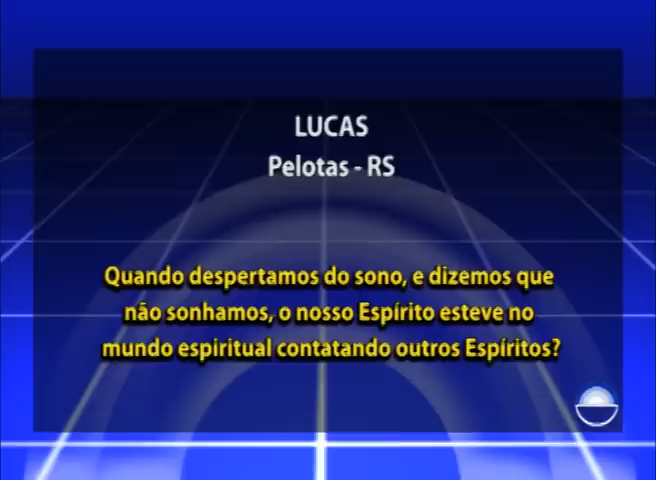 LUCAS
Pelotas - RS
Quando despertamos do sono, e dizemos que
não sonhamos, o nosso Espírito esteve no
mundo espiritual contatando outros Espíritos?